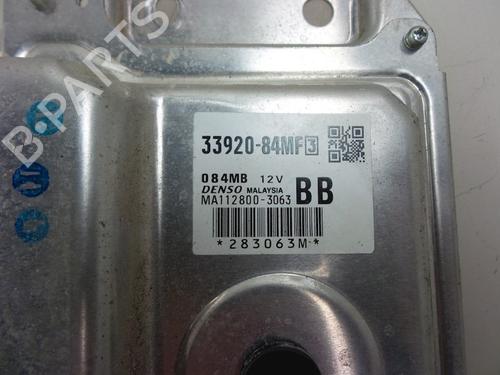 B-PARTS
33920-84MF3
084MB 12V
DENSO MALAYSIA
MA112800-3063 BB
*283063M-*